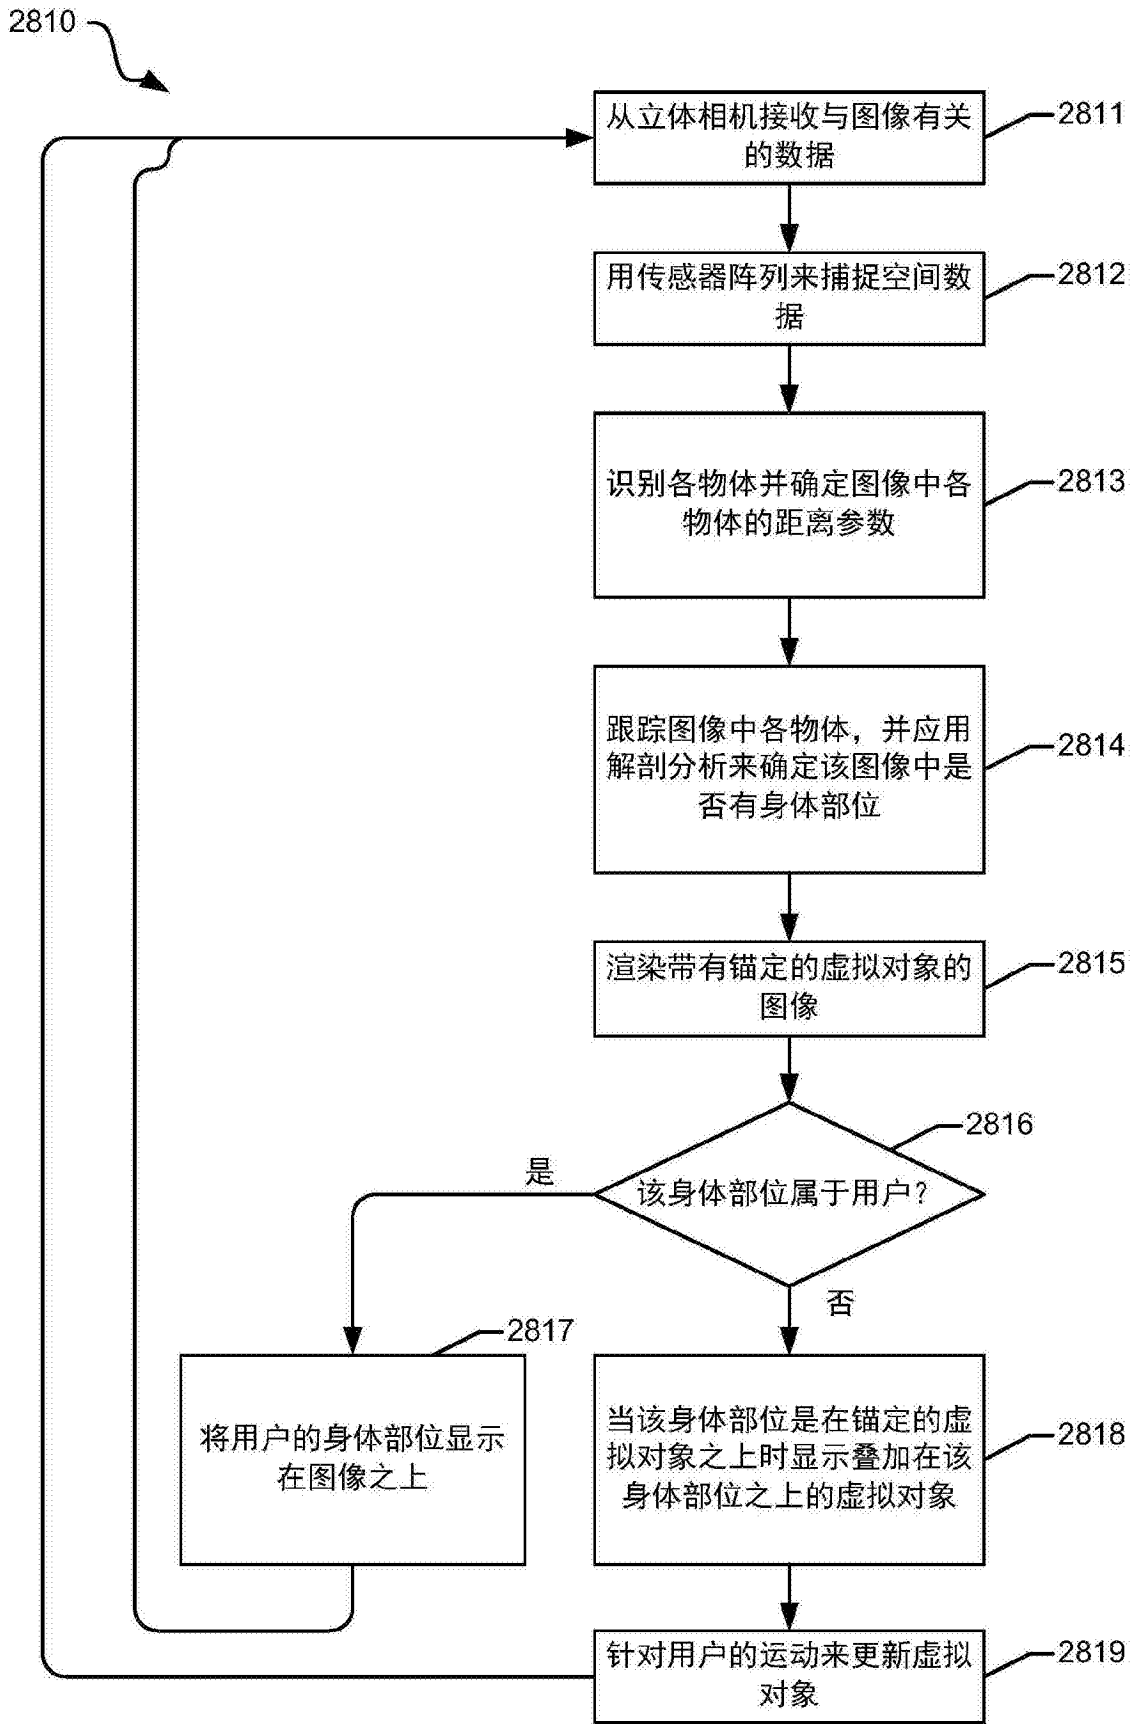 2810
从立体相机接收与图像有关
的数据
2811
用传感器阵列来捕捉空间数
据
2812
识别各物体并确定图像中各
物体的距离参数
2813
跟踪图像中各物体，并应用
解剖分析来确定该图像中是
否有身体部位
2814
渲染带有锚定的虚拟对象的
图像
2815
该身体部位属于用户？
2816
是
否
将用户的身体部位显示
在图像之上
2817
当该身体部位是在锚定的虚
拟对象之上时显示叠加在该
身体部位之上的虚拟对象
2818
针对用户的运动来更新虚拟
对象
2819